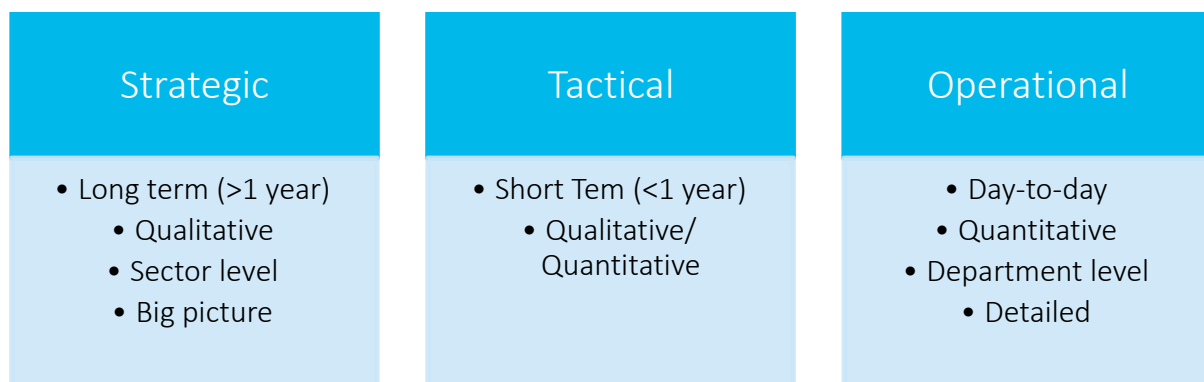 Strategic
• Long term (>1 year)
• Qualitative
• Sector level
• Big picture
Tactical
• Short Tem (<1 year)
• Qualitative/
Quantitative
Operational
• Day-to-day
• Quantitative
• Department level
• Detailed